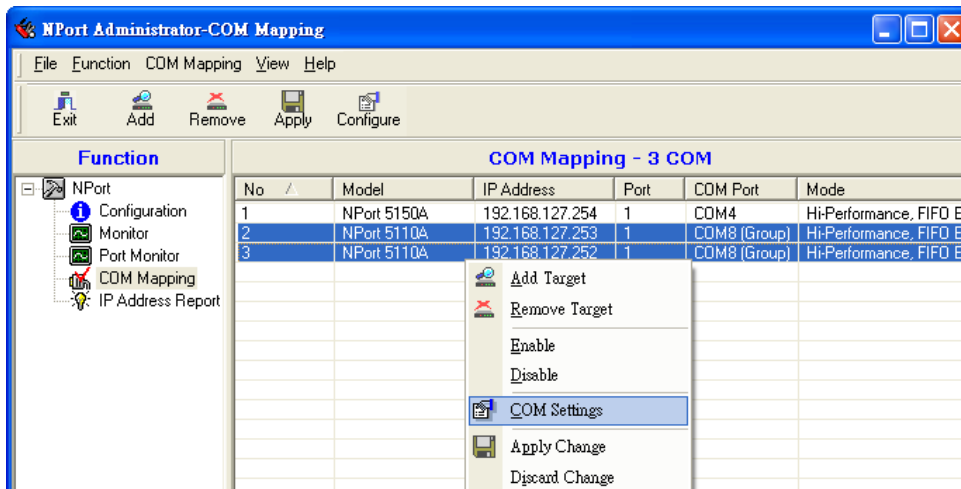 NPort Administrator-COM Mapping
File Function COM Mapping View Help
Exit Add Remove Apply Configure
Function
COM Mapping - 3 COM
NPort
Configuration
Monitor
Port Monitor
COM Mapping
IP Address Report
No Model IP Address Port COM Port Mode
1 NPort 5150A 192.168.127.254 1 COM4 Hi-Performance, FIFO E
2 NPort 5110A 192.168.127.253 1 COM8 (Group) Hi-Performance, FIFO E
3 NPort 5110A 192.168.127.252 1 COM8 (Group) Hi-Performance, FIFO E
Add Target
Remove Target
Enable
Disable
COM Settings
Apply Change
Discard Change